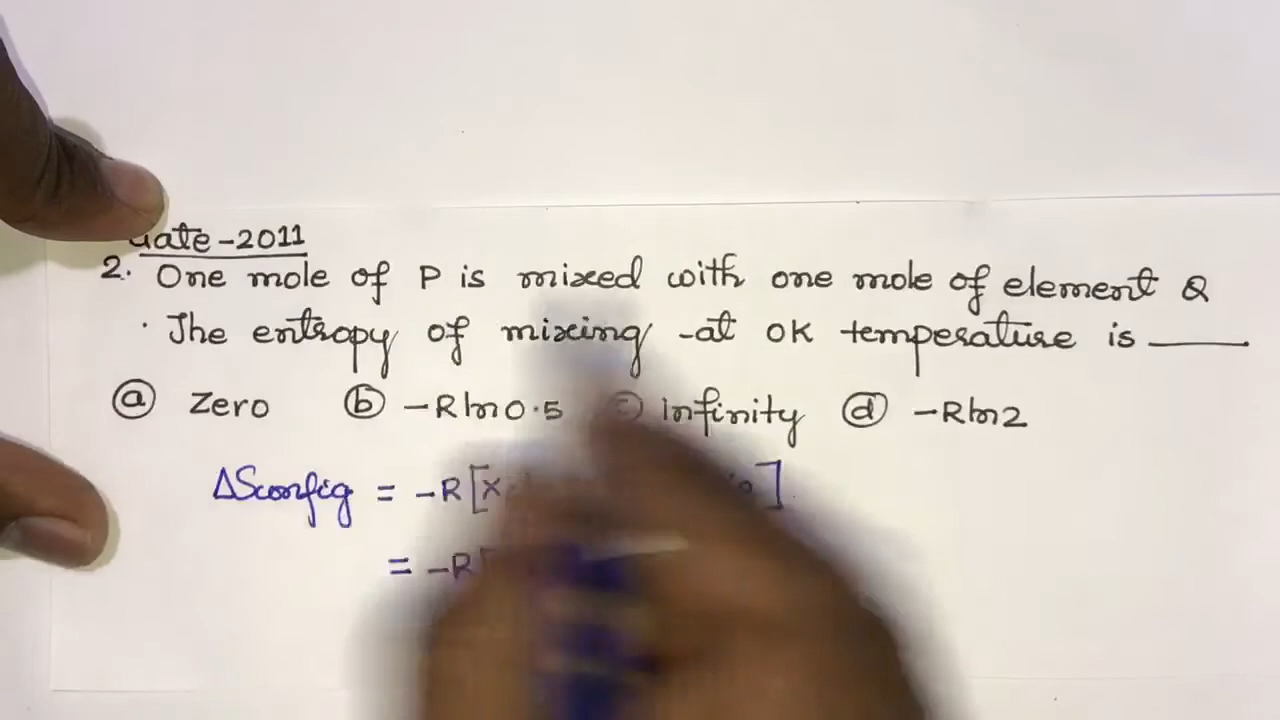 Gate-2011
2. One mole of P is mixed with one mole of element Q
. The entropy of mixing at 0K temperature is ____
(a) Zero (b) -Rln0.5 (c) infinity (d) -Rln2
ΔSconfig = -R[x ]
= -R[